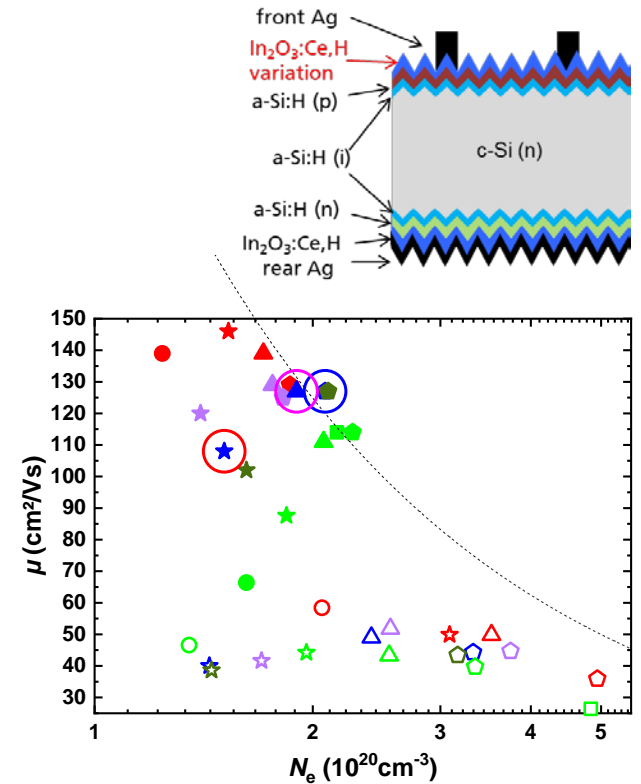 front Ag
In₂O₃:Ce,H
variation
a-Si:H (p)
a-Si:H (i)
c-Si (n)
a-Si:H (n)
In₂O₃:Ce,H
rear Ag
150
140
130
120
110
100
90
80
70
60
50
40
30
μ (cm²/Vs)
1
2
3
4
5
Nₑ (10²⁰cm⁻³)